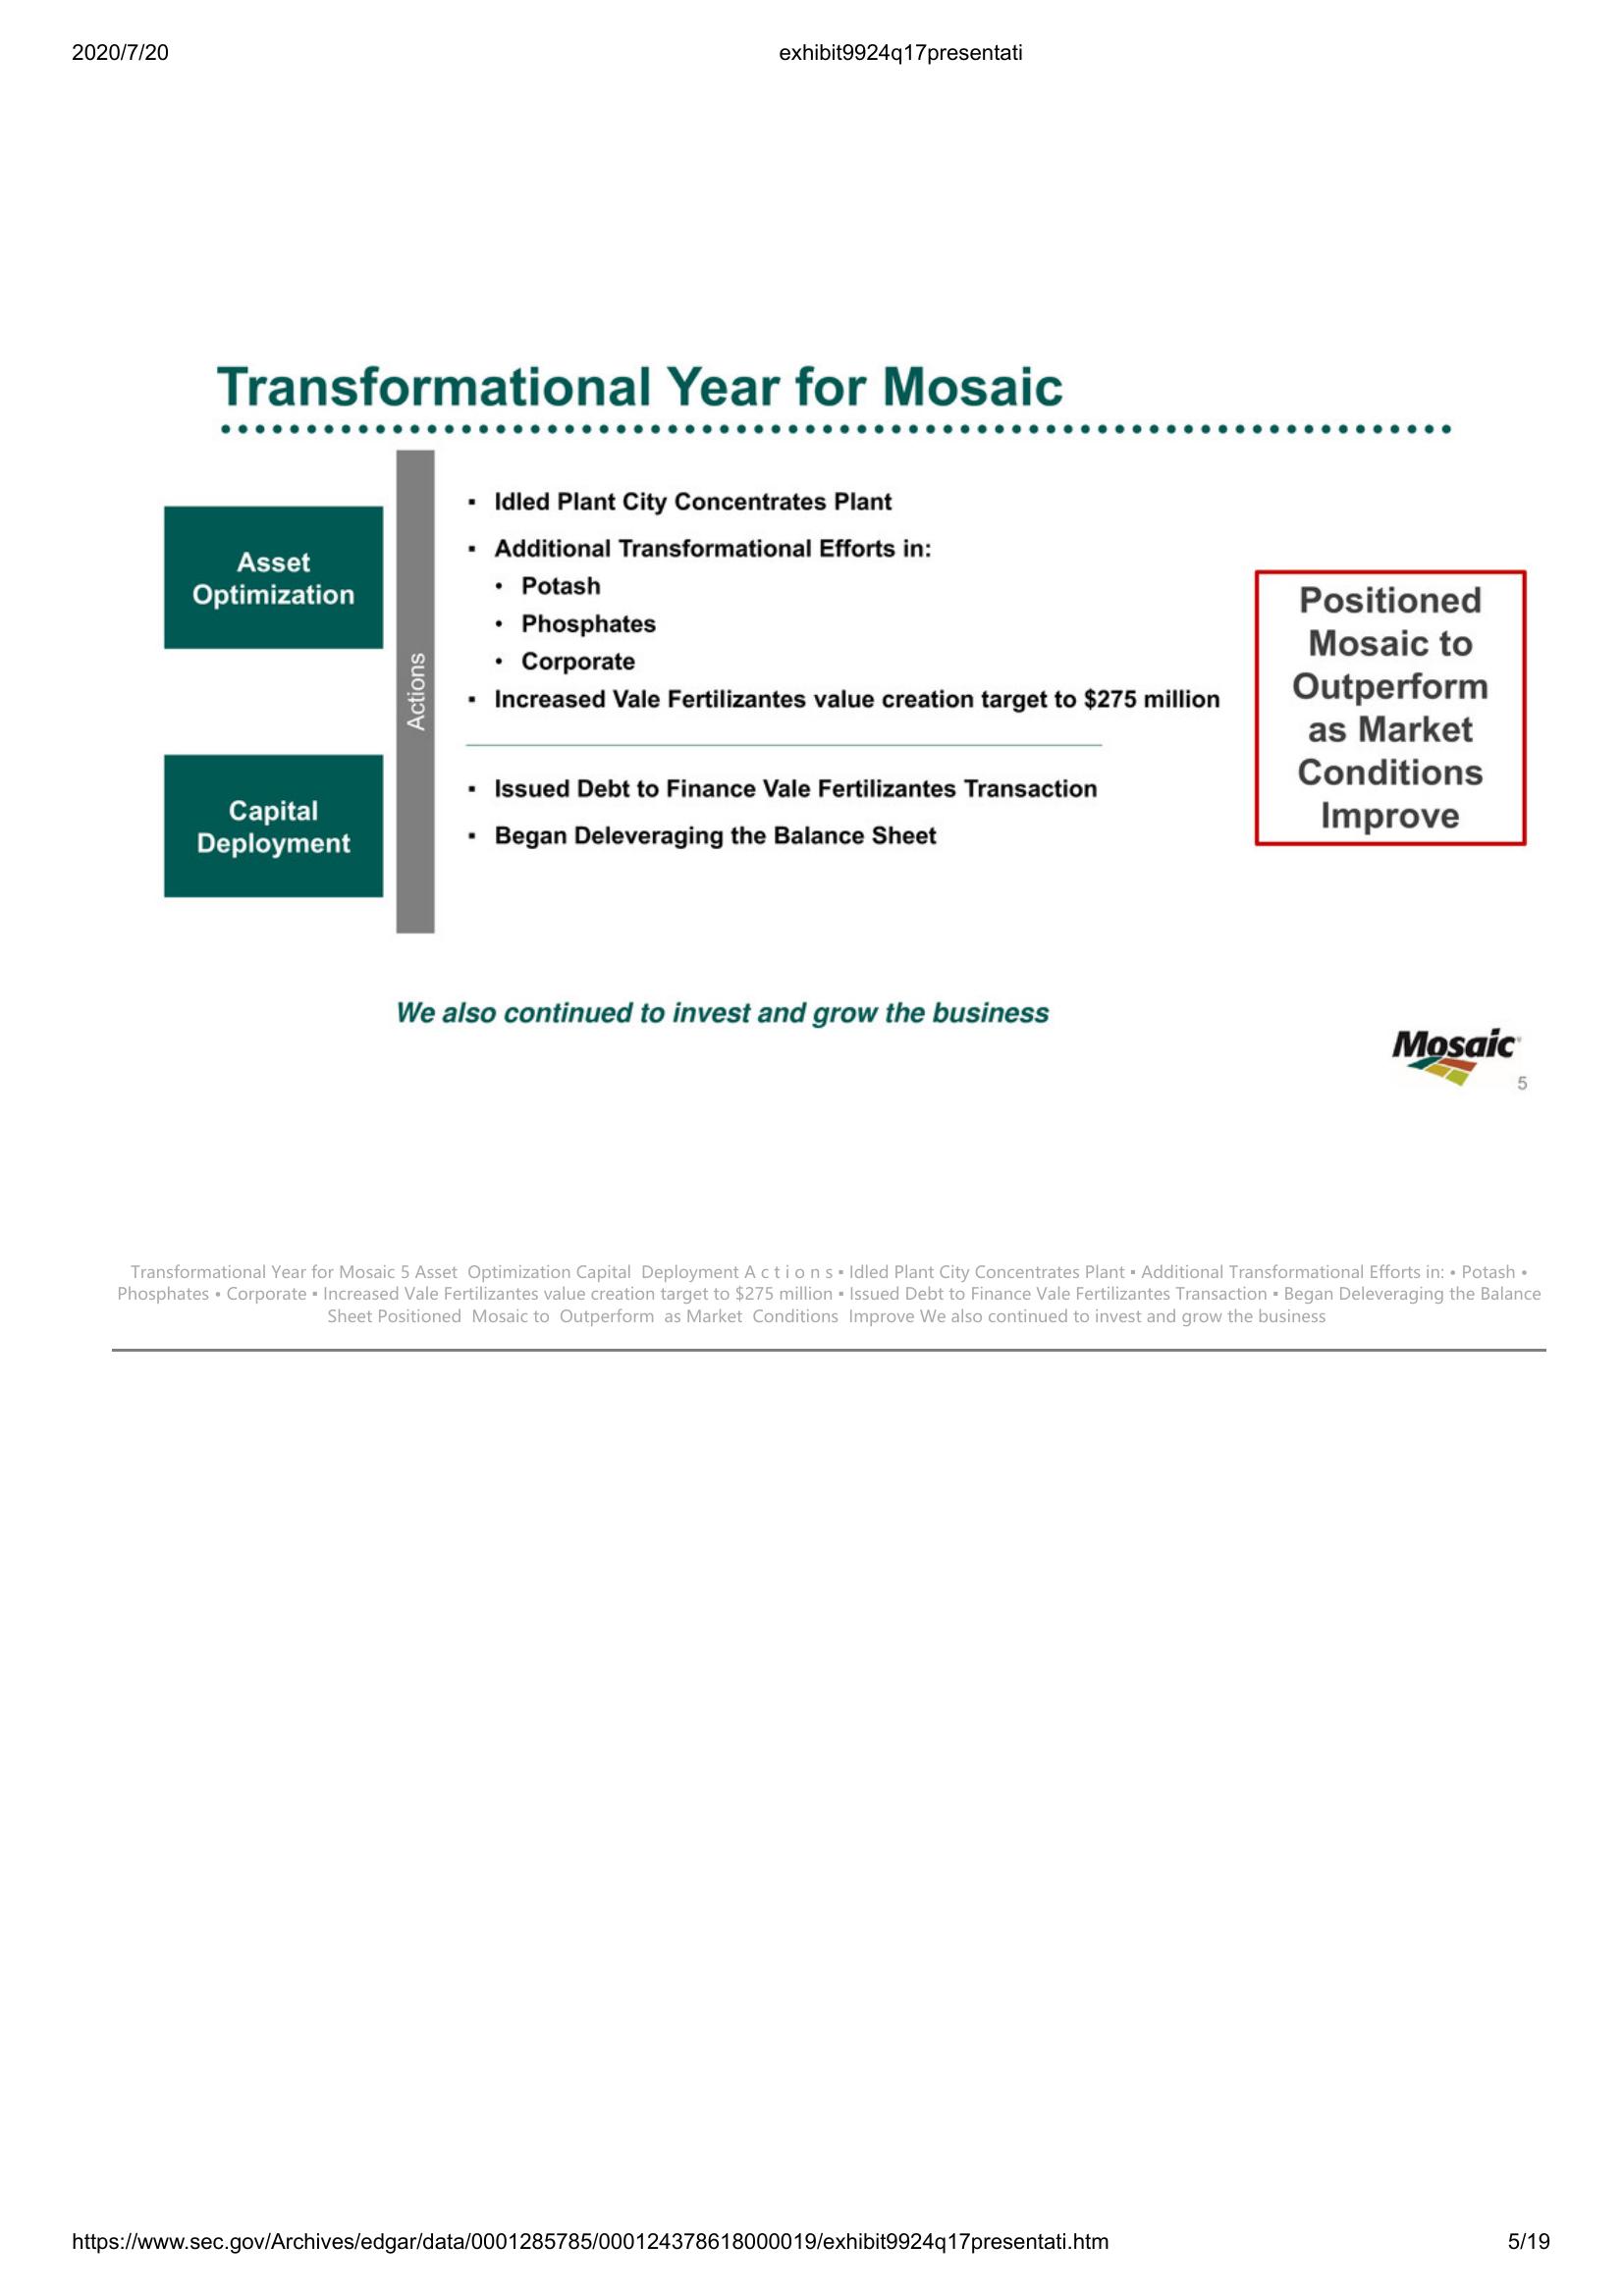 2020/7/20
exhibit9924q17presentati
Transformational Year for Mosaic
Asset
Optimization
Capital
Deployment
Actions
▪ Idled Plant City Concentrates Plant
▪ Additional Transformational Efforts in:
• Potash
• Phosphates
• Corporate
▪ Increased Vale Fertilizantes value creation target to $275 million
▪ Issued Debt to Finance Vale Fertilizantes Transaction
▪ Began Deleveraging the Balance Sheet
Positioned
Mosaic to
Outperform
as Market
Conditions
Improve
We also continued to invest and grow the business
Mosaic®
5
Transformational Year for Mosaic 5 Asset Optimization Capital Deployment A c t i o n s ▪ Idled Plant City Concentrates Plant ▪ Additional Transformational Efforts in: • Potash •
Phosphates • Corporate ▪ Increased Vale Fertilizantes value creation target to $275 million ▪ Issued Debt to Finance Vale Fertilizantes Transaction ▪ Began Deleveraging the Balance
Sheet Positioned Mosaic to Outperform as Market Conditions Improve We also continued to invest and grow the business
https://www.sec.gov/Archives/edgar/data/0001285785/000124378618000019/exhibit9924q17presentati.htm
5/19